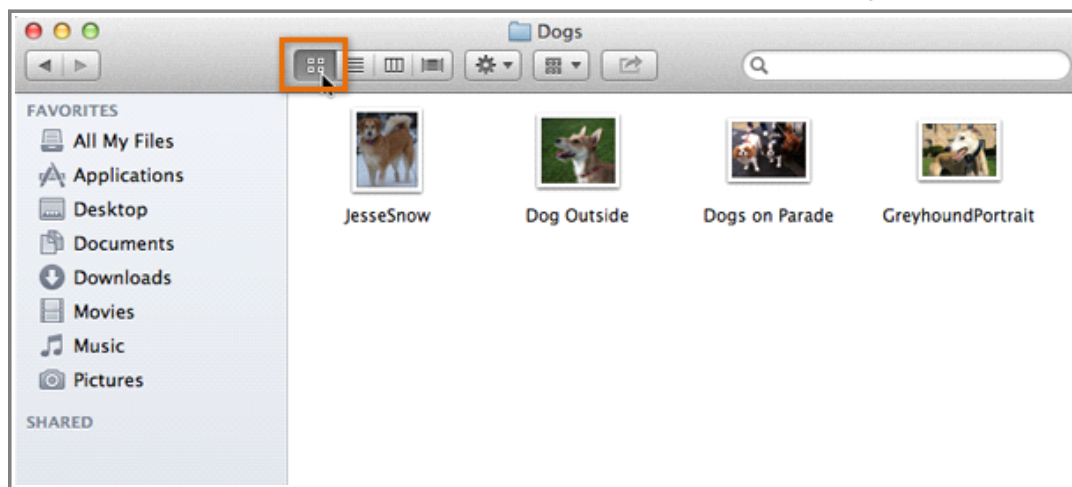 Dogs
FAVORITES
All My Files
Applications
Desktop
Documents
Downloads
Movies
Music
Pictures
SHARED
JesseSnow Dog Outside Dogs on Parade GreyhoundPortrait